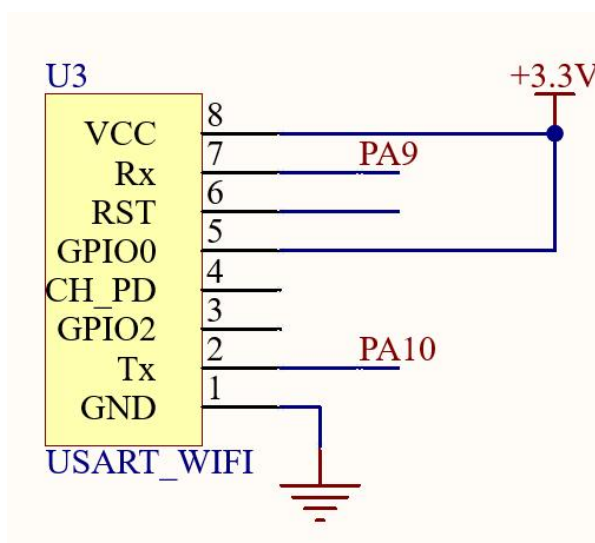 U3
+3.3V
VCC 8
Rx 7 PA9
RST 6
GPIO0 5
CH_PD 4
GPIO2 3
Tx 2 PA10
GND 1
USART_WIFI